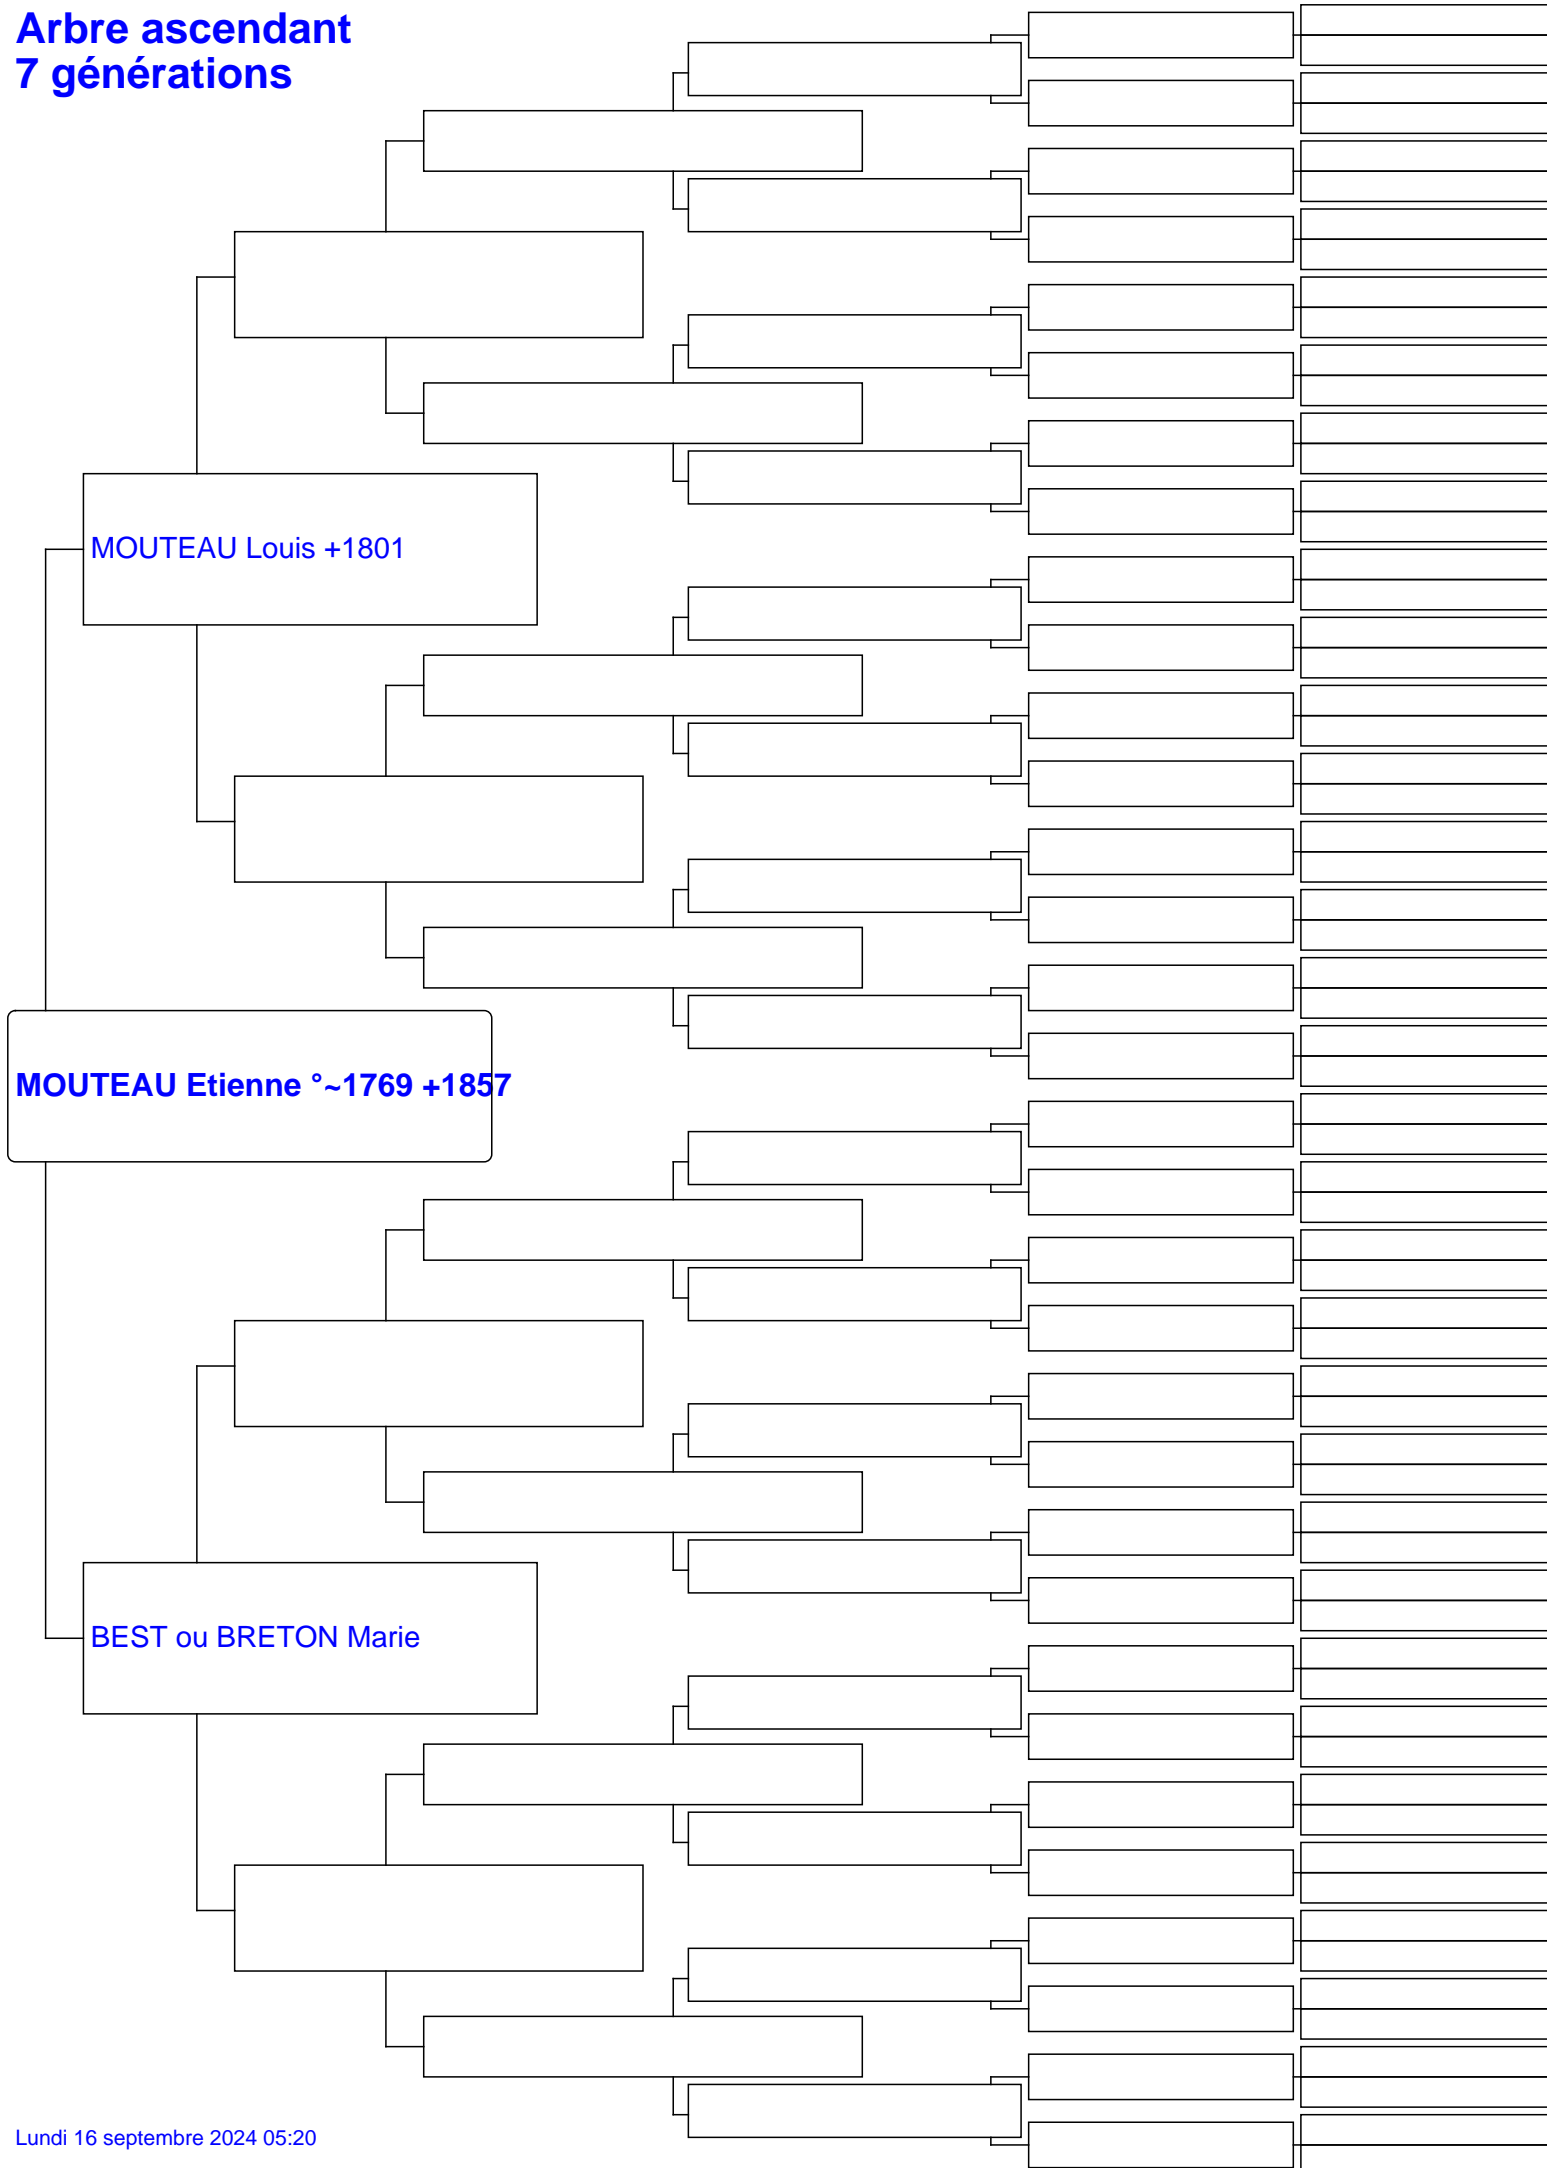 Arbre ascendant
7 générations
MOUTEAU Louis +1801
MOUTEAU Etienne °~1769 +1857
BEST ou BRETON Marie
Lundi 16 septembre 2024 05:20